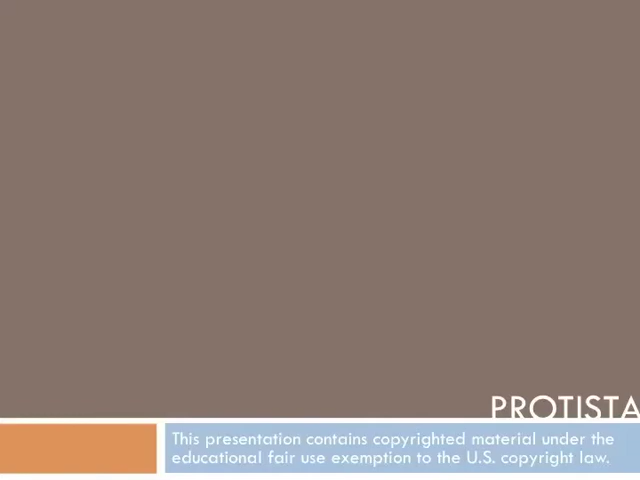 PROTISTA
This presentation contains copyrighted material under the
educational fair use exemption to the U.S. copyright law.